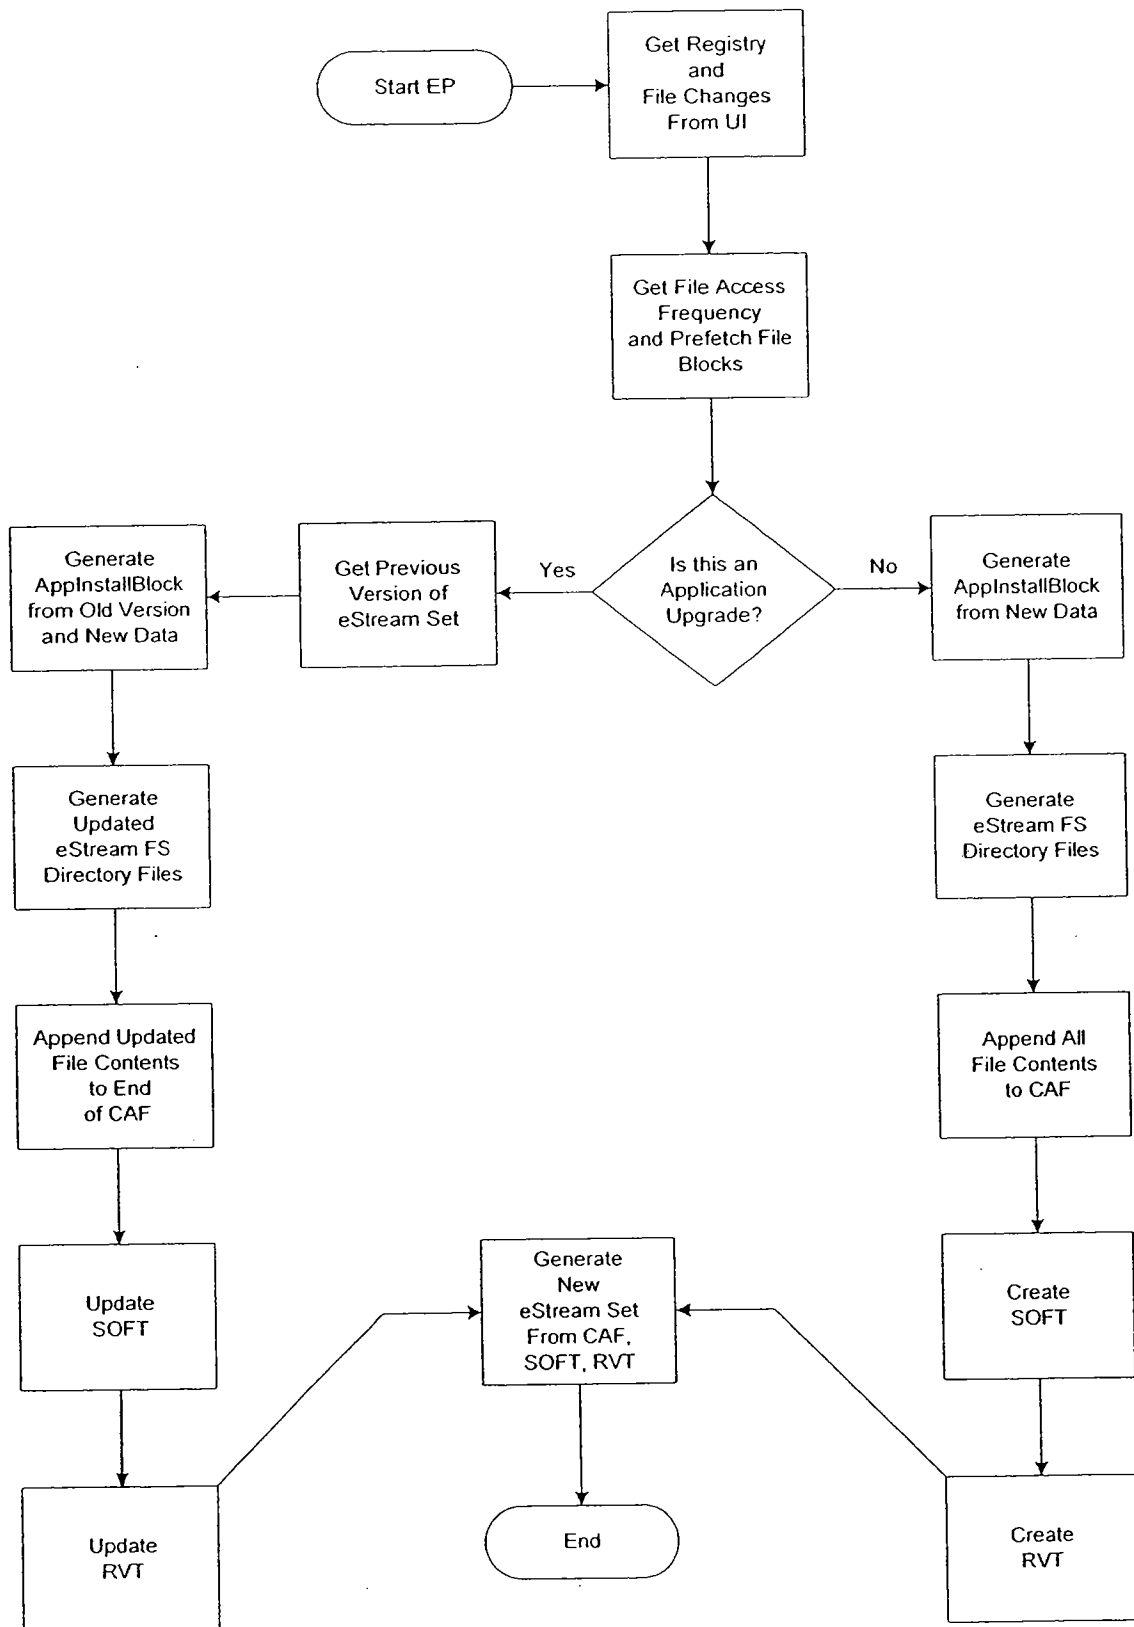 Start EP
Get Registry
and
File Changes
From UI
Get File Access
Frequency
and Prefetch File
Blocks
Is this an
Application
Upgrade?
Yes
No
Get Previous
Version of
eStream Set
Generate
AppInstallBlock
from Old Version
and New Data
Generate
Updated
eStream FS
Directory Files
Append Updated
File Contents
to End
of CAF
Update
SOFT
Update
RVT
Generate
AppInstallBlock
from New Data
Generate
eStream FS
Directory Files
Append All
File Contents
to CAF
Create
SOFT
Create
RVT
Generate
New
eStream Set
From CAF,
SOFT, RVT
End